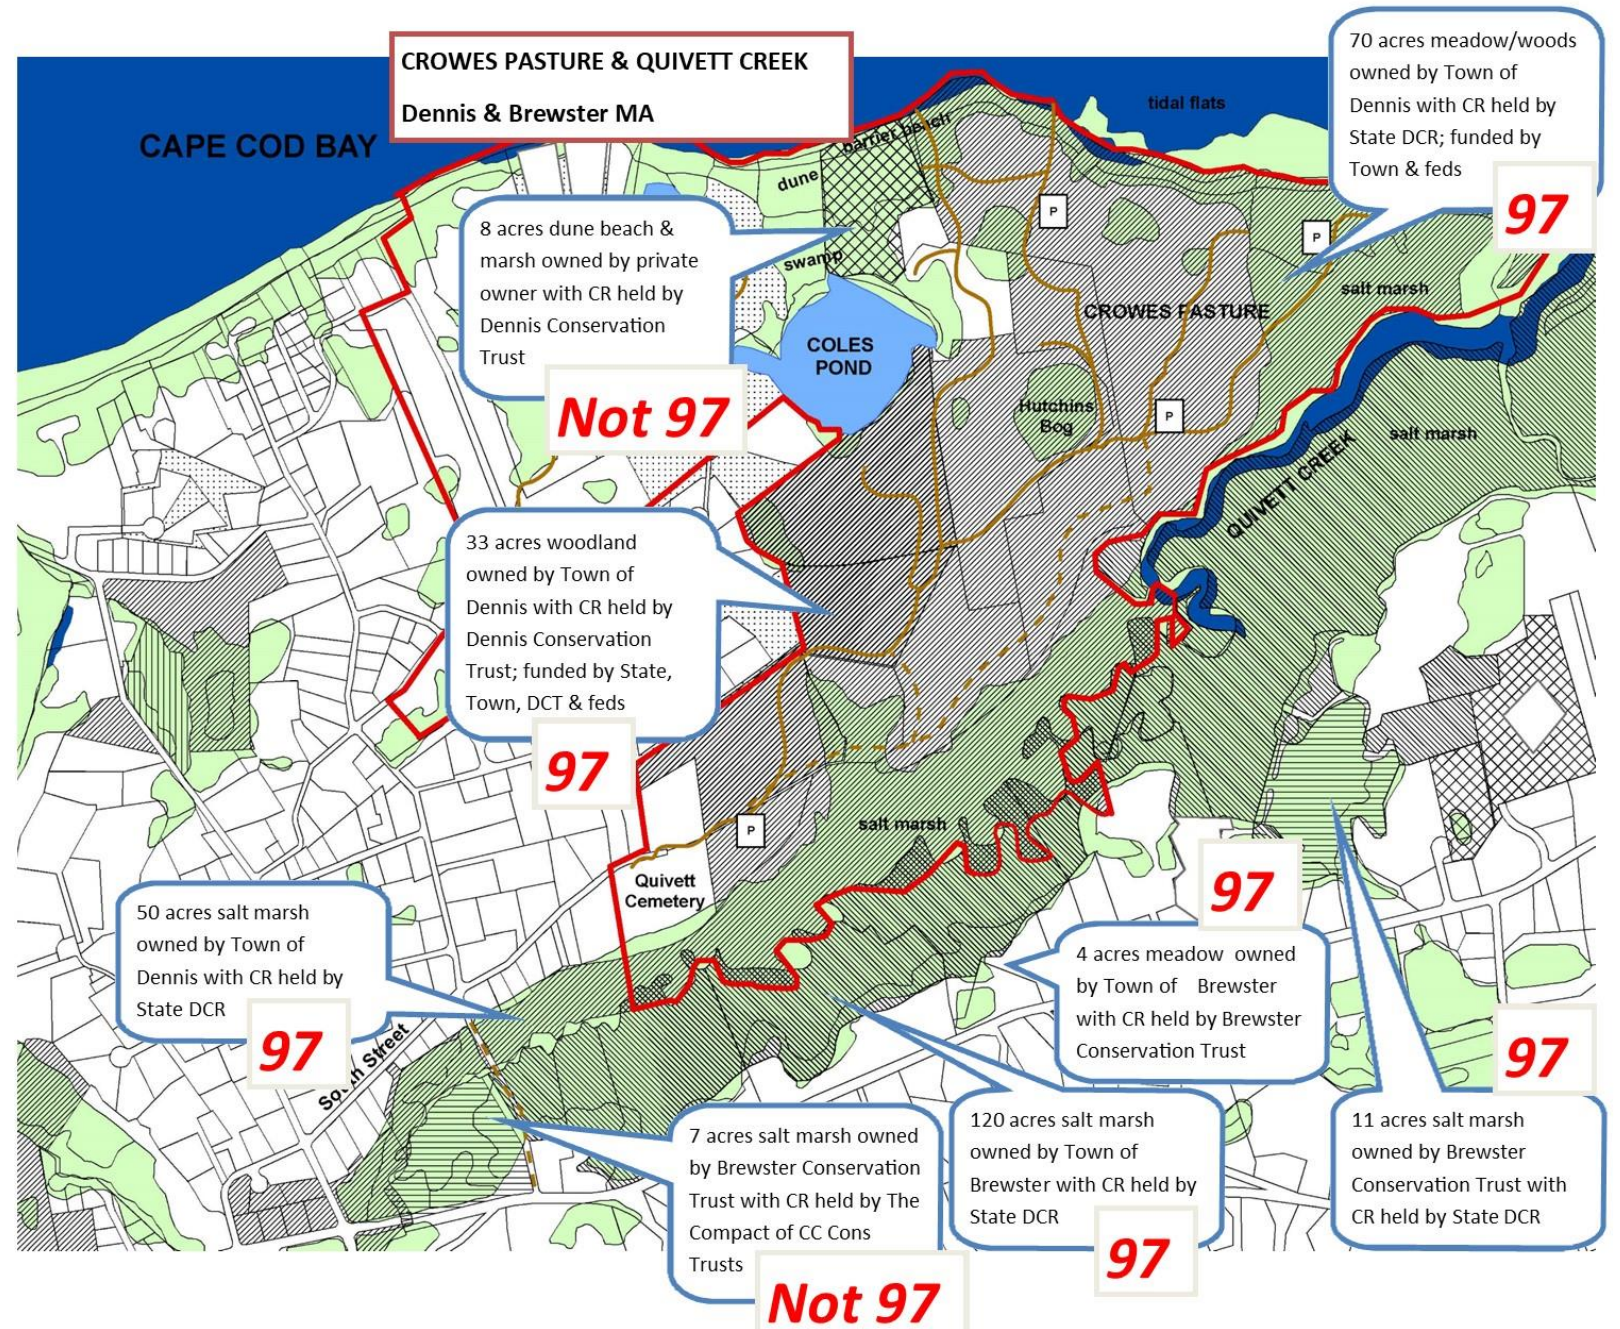 CROWES PASTURE & QUIVETT CREEK
Dennis & Brewster MA
CAPE COD BAY
tidal flats
barrier beach
dune
swamp
70 acres meadow/woods
owned by Town of
Dennis with CR held by
State DCR; funded by
Town & feds
97
8 acres dune beach &
marsh owned by private
owner with CR held by
Dennis Conservation
Trust
Not 97
P
P
salt marsh
CROWES PASTURE
COLES
POND
Hutchins
Bog
P
salt marsh
QUIVETT CREEK
33 acres woodland
owned by Town of
Dennis with CR held by
Dennis Conservation
Trust; funded by State,
Town, DCT & feds
97
P
salt marsh
Quivett
Cemetery
50 acres salt marsh
owned by Town of
Dennis with CR held by
State DCR
97
South Street
97
4 acres meadow owned
by Town of Brewster
with CR held by Brewster
Conservation Trust
97
7 acres salt marsh owned
by Brewster Conservation
Trust with CR held by The
Compact of CC Cons
Trusts
Not 97
120 acres salt marsh
owned by Town of
Brewster with CR held by
State DCR
97
11 acres salt marsh
owned by Brewster
Conservation Trust with
CR held by State DCR